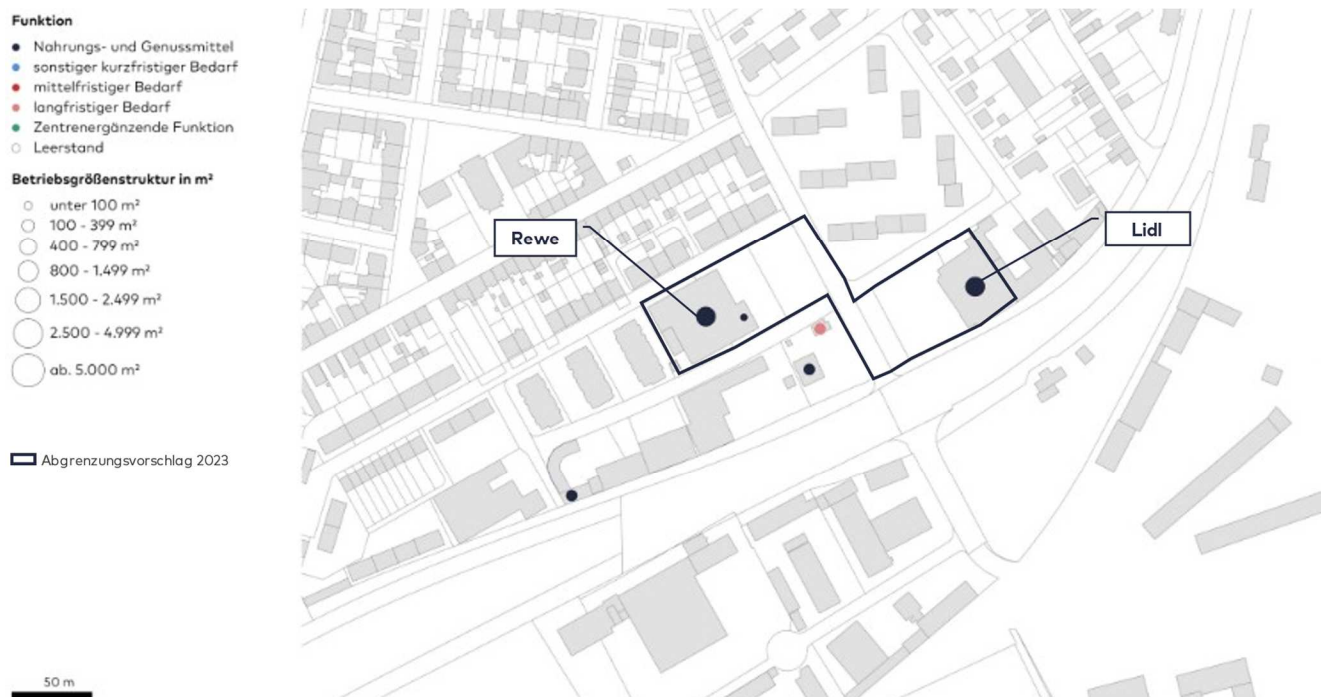 Funktion
Nahrungs- und Genussmittel
sonstiger kurzfristiger Bedarf
mittelfristiger Bedarf
langfristiger Bedarf
Zentrenergänzende Funktion
Leerstand
Betriebsgrößenstruktur in m²
unter 100 m²
100 - 399 m²
400 - 799 m²
800 - 1.499 m²
1.500 - 2.499 m²
2.500 - 4.999 m²
ab. 5.000 m²
Abgrenzungsvorschlag 2023
50 m
Rewe
Lidl